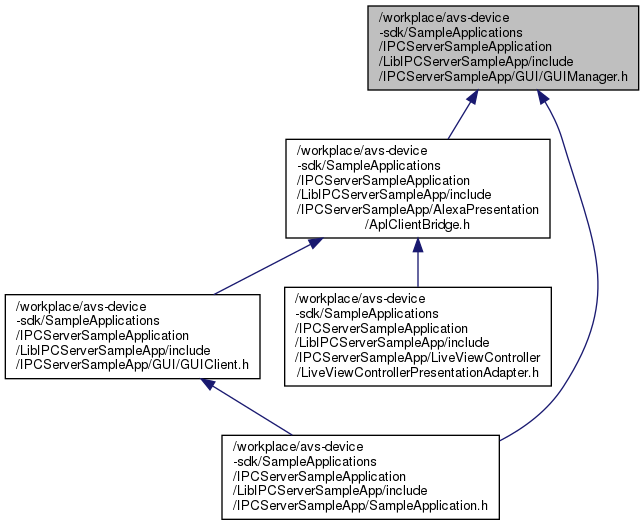 /workplace/avs-device
-sdk/SampleApplications
/IPCServerSampleApplication
/LibIPCServerSampleApp/include
/IPCServerSampleApp/GUI/GUIManager.h
/workplace/avs-device
-sdk/SampleApplications
/IPCServerSampleApplication
/LibIPCServerSampleApp/include
/IPCServerSampleApp/AlexaPresentation
/AplClientBridge.h
/workplace/avs-device
-sdk/SampleApplications
/IPCServerSampleApplication
/LibIPCServerSampleApp/include
/IPCServerSampleApp/GUI/GUIClient.h
/workplace/avs-device
-sdk/SampleApplications
/IPCServerSampleApplication
/LibIPCServerSampleApp/include
/IPCServerSampleApp/LiveViewController
/LiveViewControllerPresentationAdapter.h
/workplace/avs-device
-sdk/SampleApplications
/IPCServerSampleApplication
/LibIPCServerSampleApp/include
/IPCServerSampleApp/SampleApplication.h